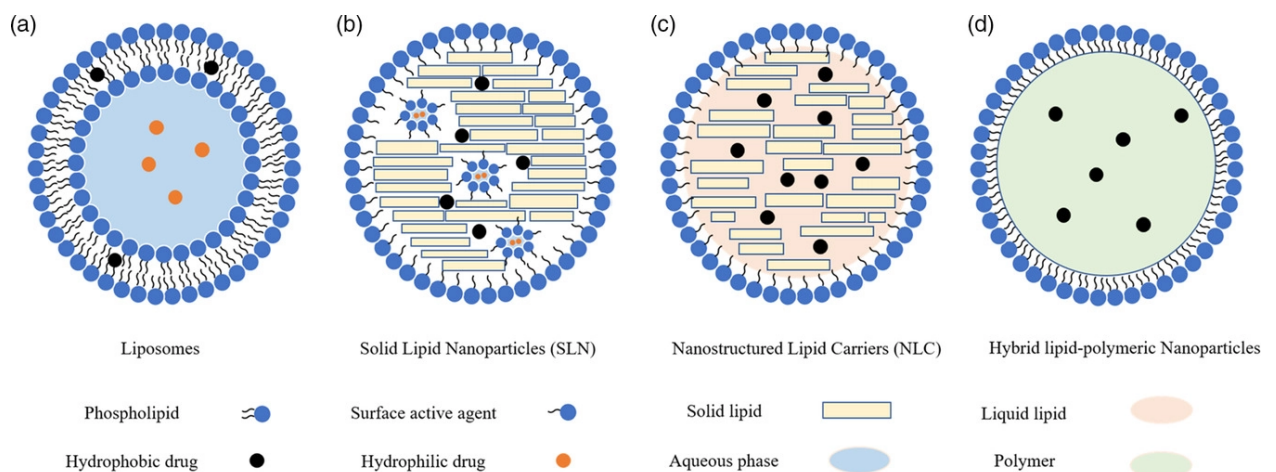 (a)
(b)
(c)
(d)
Liposomes
Solid Lipid Nanoparticles (SLN)
Nanostructured Lipid Carriers (NLC)
Hybrid lipid-polymeric Nanoparticles
Phospholipid
Surface active agent
Solid lipid
Liquid lipid
Hydrophobic drug
Hydrophilic drug
Aqueous phase
Polymer